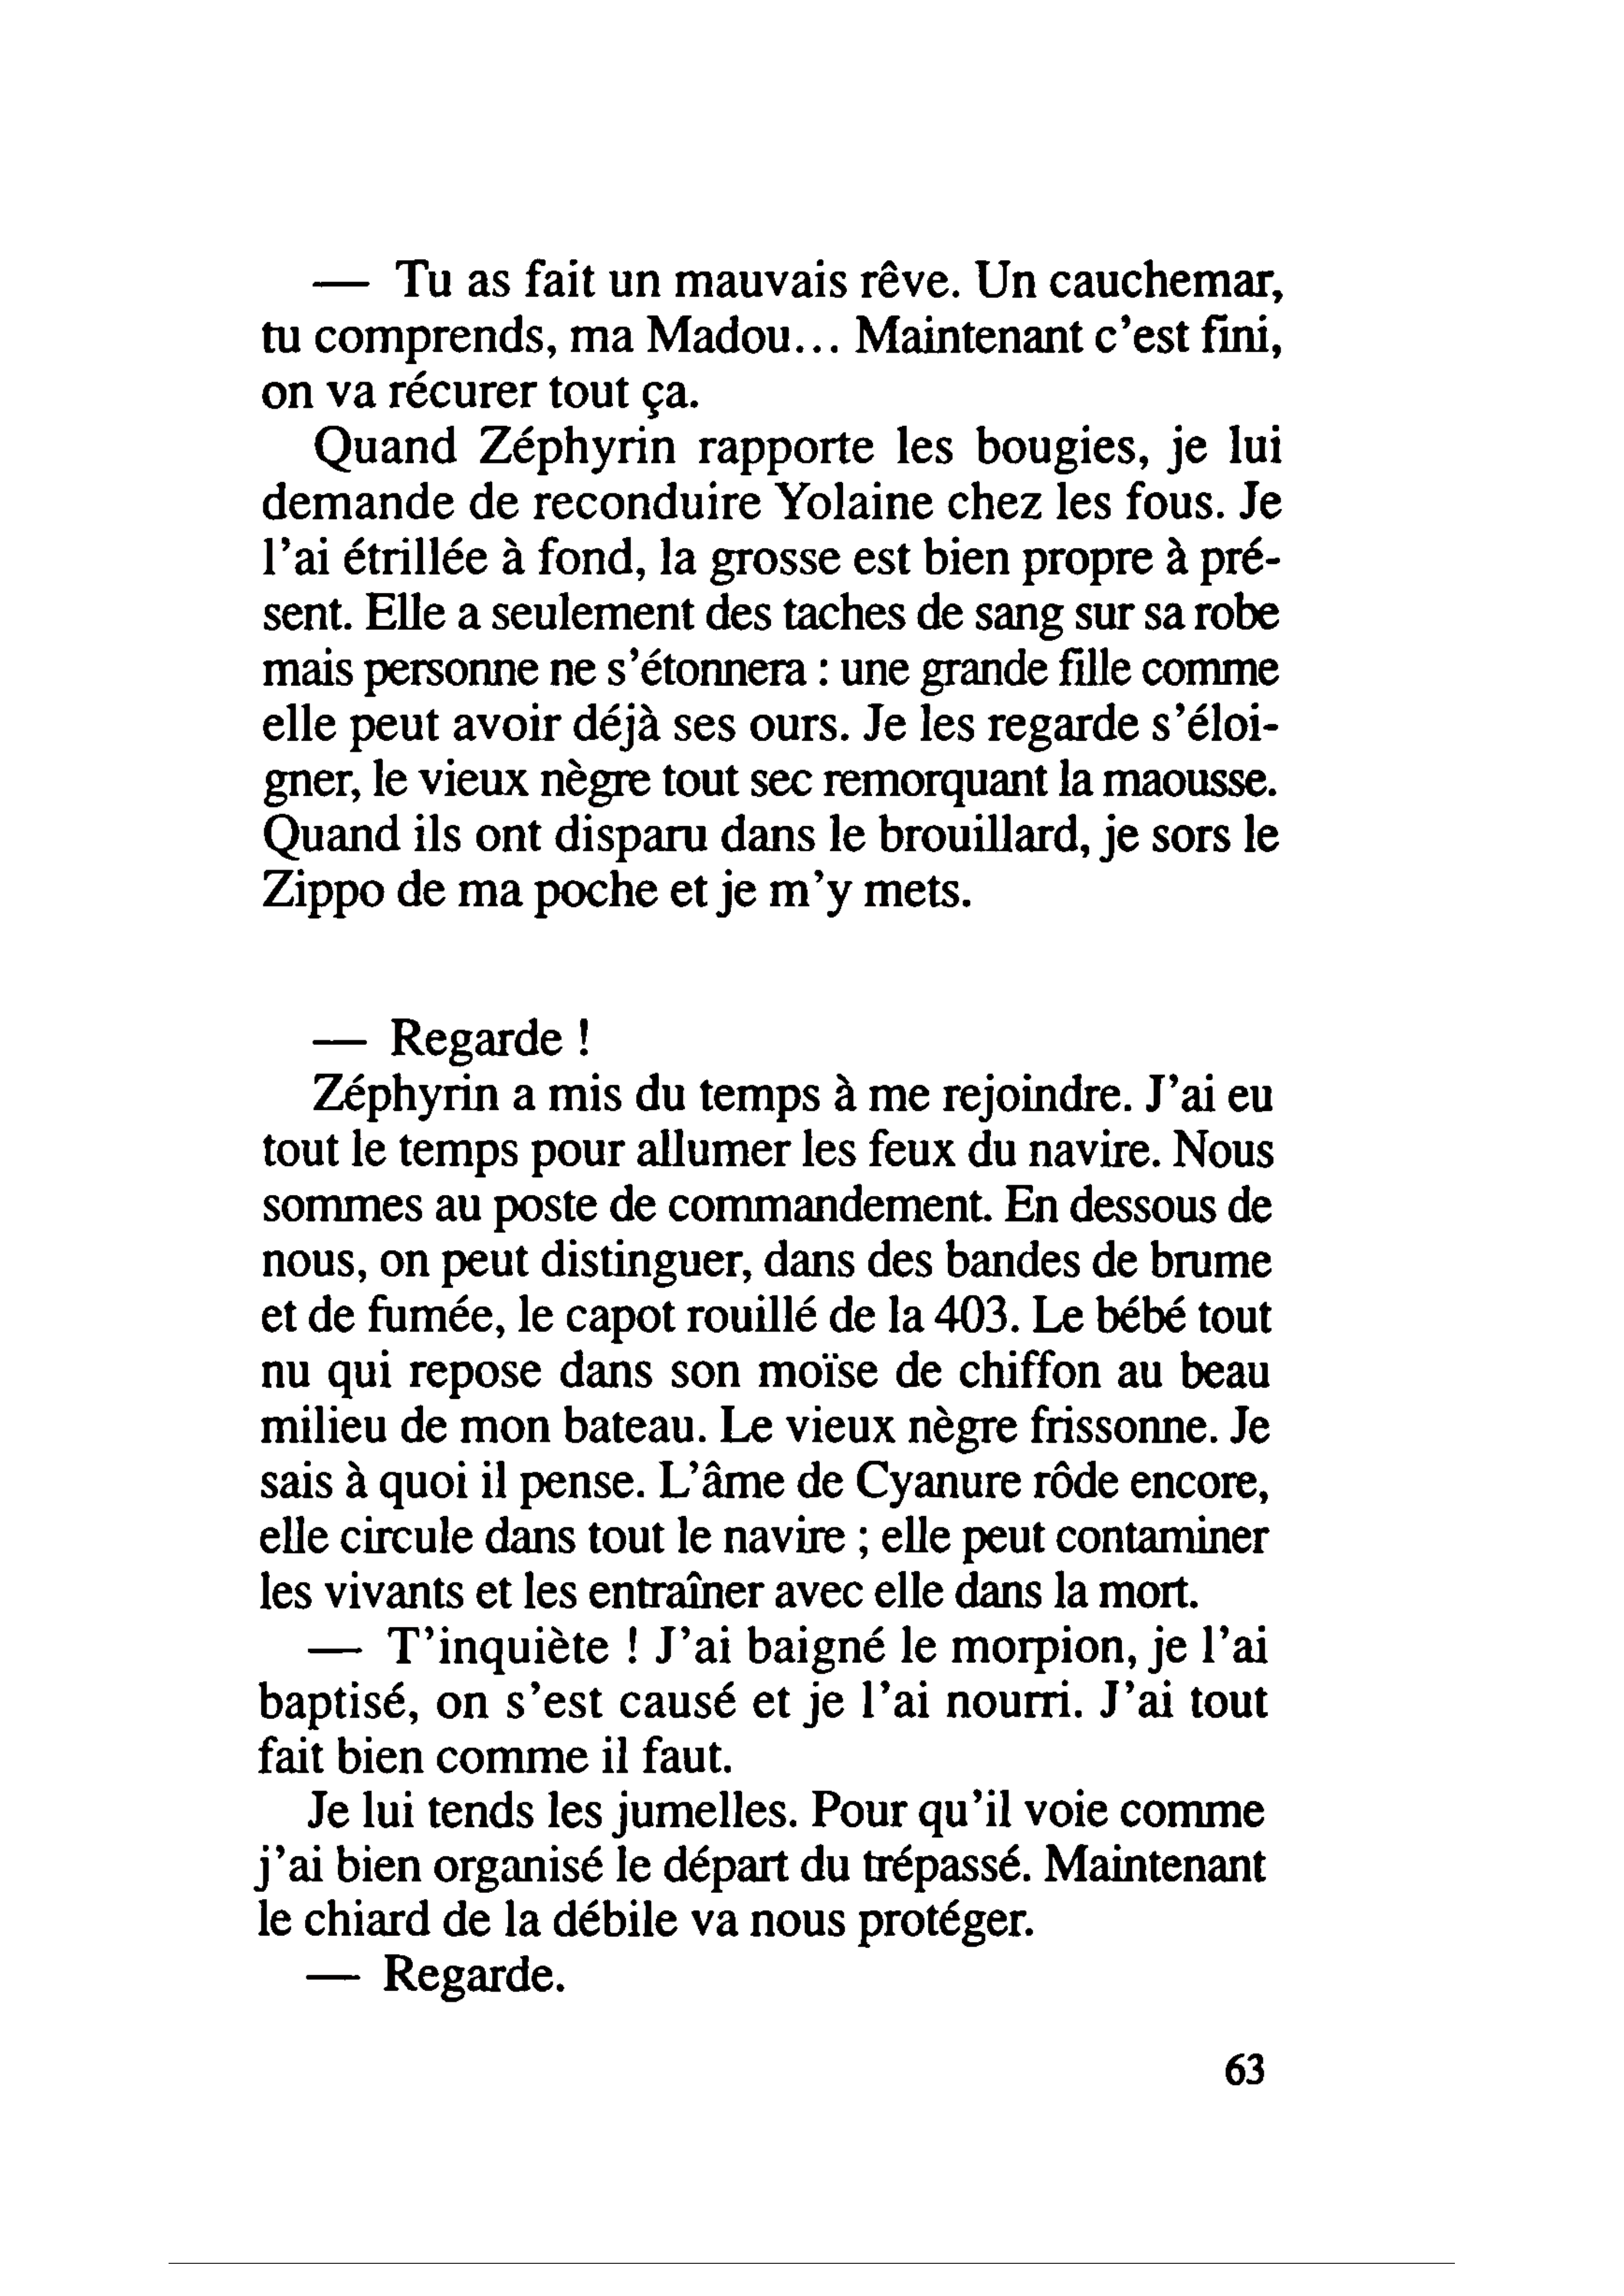 — Tu as fait un mauvais rêve. Un cauchemar,
tu comprends, ma Madou... Maintenant c'est fini,
on va récurer tout ça.
Quand Zéphyrin rapporte les bougies, je lui
demande de reconduire Yolaine chez les fous. Je
l'ai étrillée à fond, la grosse est bien propre à pré-
sent. Elle a seulement des taches de sang sur sa robe
mais personne ne s'étonnera : une grande fille comme
elle peut avoir déjà ses ours. Je les regarde s'éloi-
gner, le vieux nègre tout sec remorquant la maousse.
Quand ils ont disparu dans le brouillard, je sors le
Zippo de ma poche et je m'y mets.
— Regarde !
Zéphyrin a mis du temps à me rejoindre. J'ai eu
tout le temps pour allumer les feux du navire. Nous
sommes au poste de commandement. En dessous de
nous, on peut distinguer, dans des bandes de brume
et de fumée, le capot rouillé de la 403. Le bébé tout
nu qui repose dans son moïse de chiffon au beau
milieu de mon bateau. Le vieux nègre frissonne. Je
sais à quoi il pense. L'âme de Cyanure rôde encore,
elle circule dans tout le navire ; elle peut contaminer
les vivants et les entraîner avec elle dans la mort.
— T'inquiète ! J'ai baigné le morpion, je l'ai
baptisé, on s'est causé et je l'ai nourri. J'ai tout
fait bien comme il faut.
Je lui tends les jumelles. Pour qu'il voie comme
j'ai bien organisé le départ du trépassé. Maintenant
le chiard de la débile va nous protéger.
— Regarde.
63